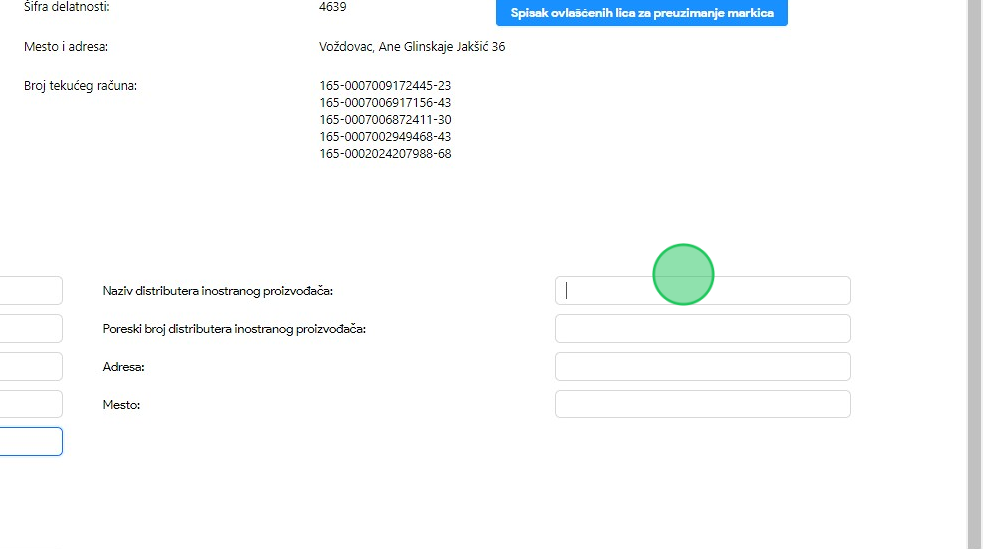 Šifra delatnosti:
4639
Spisak ovlašćenih lica za preuzimanje markica
Mesto i adresa:
Voždovac, Ane Glinskaje Jakšić 36
Broj tekućeg računa:
165-0007009172445-23
165-0007006917156-43
165-0007006872411-30
165-0007002949468-43
165-0002024207988-68
Naziv distributera inostranog proizvođača:
Poreski broj distributera inostranog proizvođača:
Adresa:
Mesto: